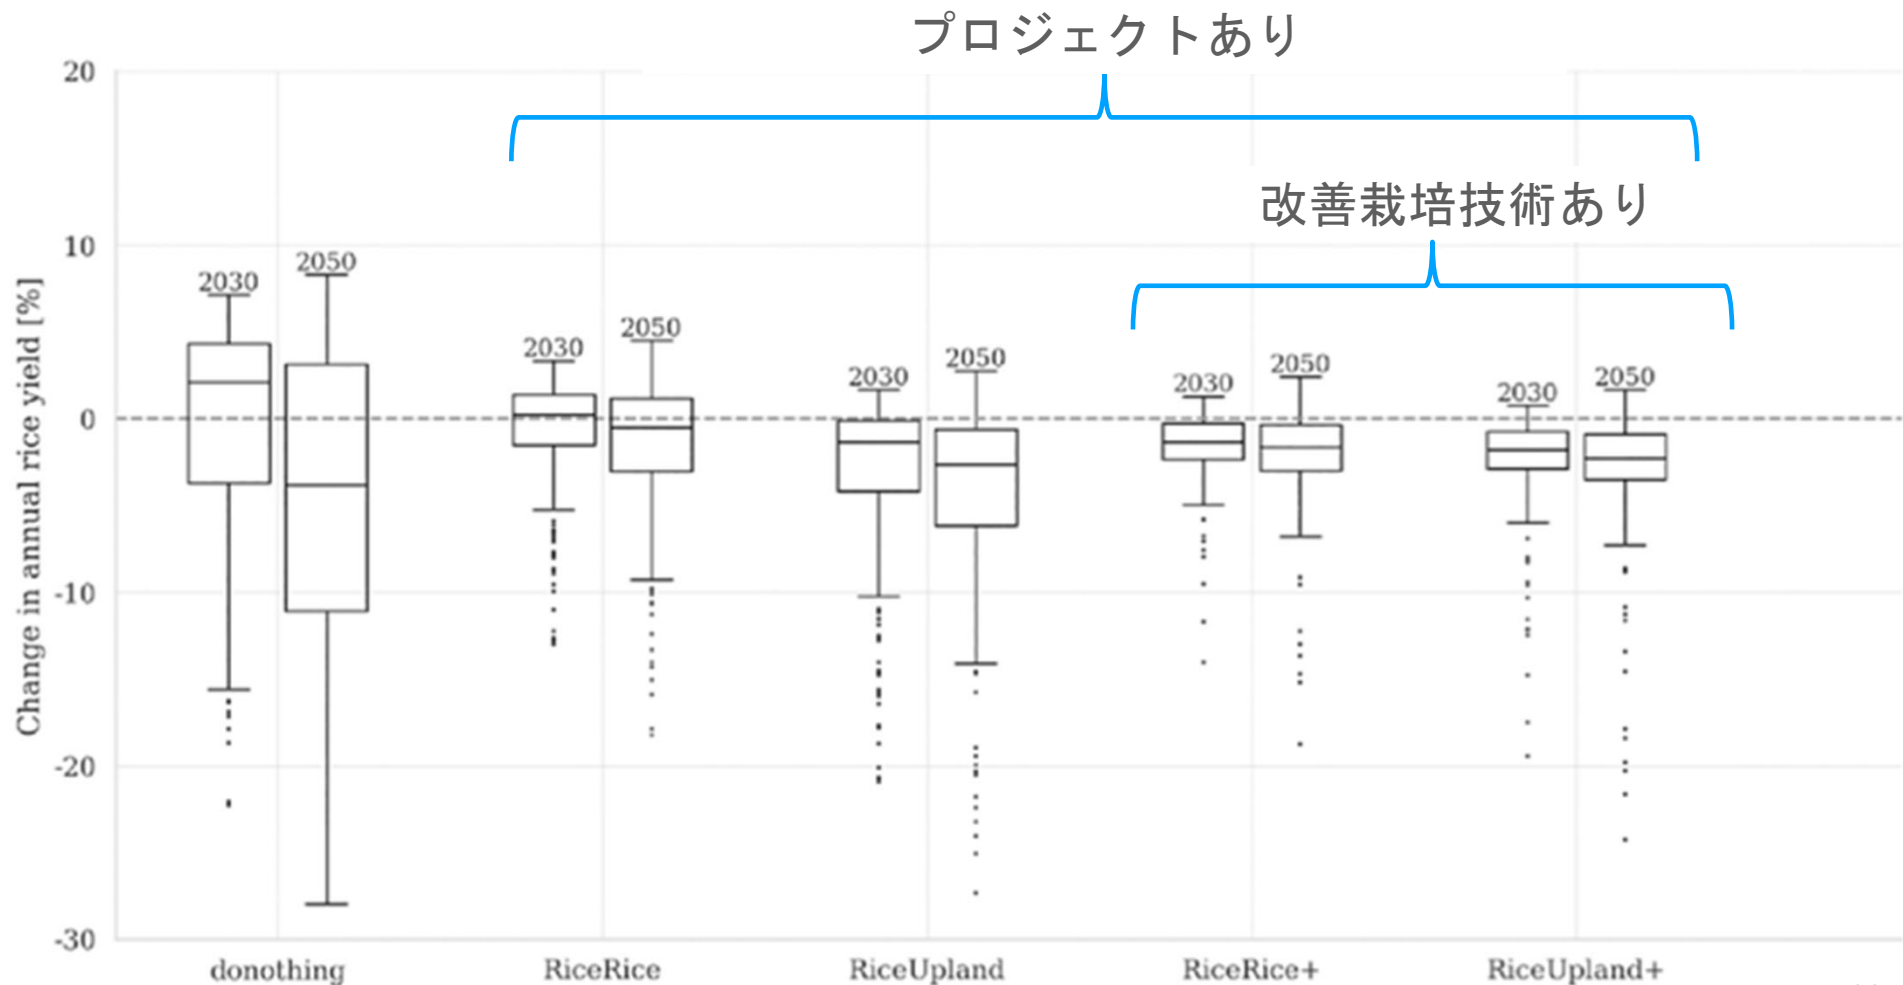 プロジェクトあり
改善栽培技術あり
Change in annual rice yield [%]
20
10
0
-10
-20
-30
2030
2050
2030
2050
2030
2050
2030
2050
2030
2050
donothing
RiceRice
RiceUpland
RiceRice+
RiceUpland+